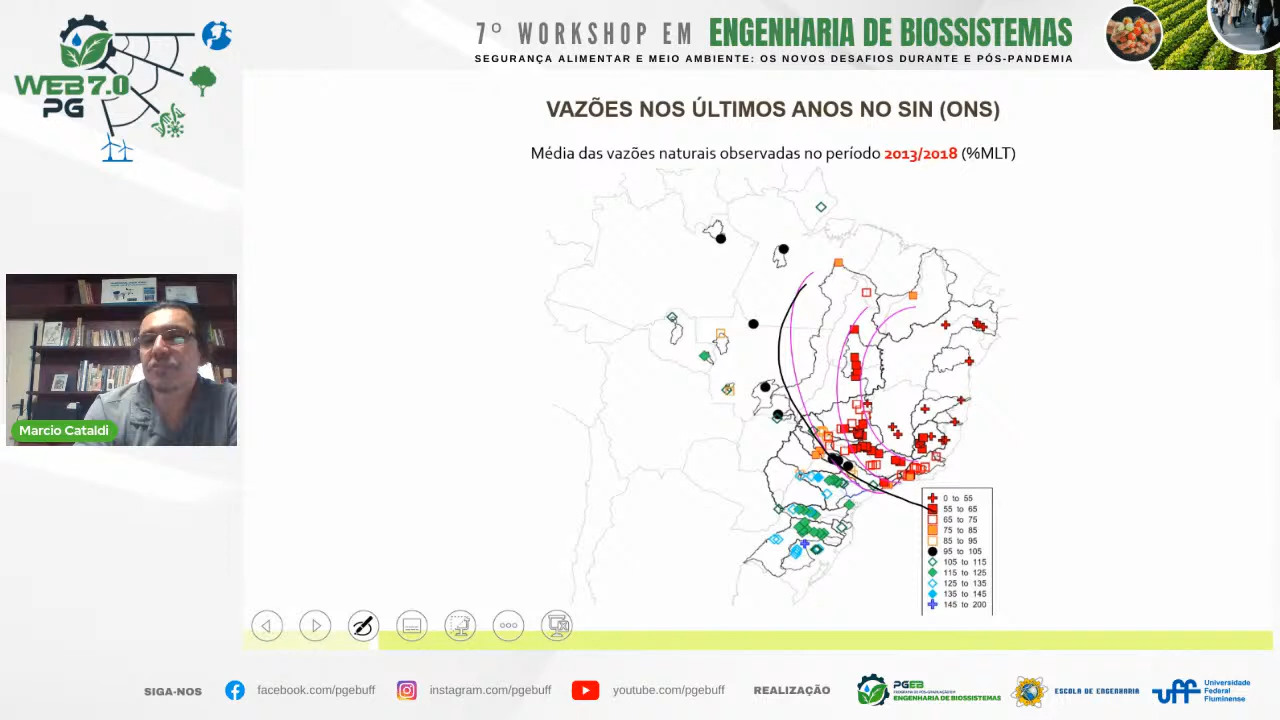 7º WORKSHOP EM ENGENHARIA DE BIOSSISTEMAS
SEGURANÇA ALIMENTAR E MEIO AMBIENTE: OS NOVOS DESAFIOS DURANTE E PÓS-PANDEMIA
WEB 7.0
PG
VAZÕES NOS ÚLTIMOS ANOS NO SIN (ONS)
Média das vazões naturais observadas no período 2013/2018 (%MLT)
Marcio Cataldi
0 to 55
55 to 65
65 to 75
75 to 85
85 to 95
95 to 105
105 to 115
115 to 125
125 to 135
135 to 145
145 to 200
SIGA-NOS
facebook.com/pgebuff
instagram.com/pgebuff
youtube.com/pgebuff
REALIZAÇÃO
PGEB
PROGRAMA DE PÓS-GRADUAÇÃO EM
ENGENHARIA DE BIOSSISTEMAS
ESCOLA DE ENGENHARIA
uff
Universidade
Federal
Fluminense